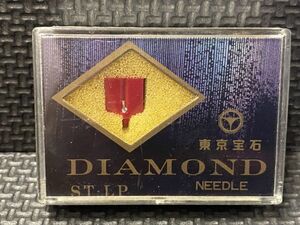 東京宝石
DIAMOND
ST-LP NEEDLE